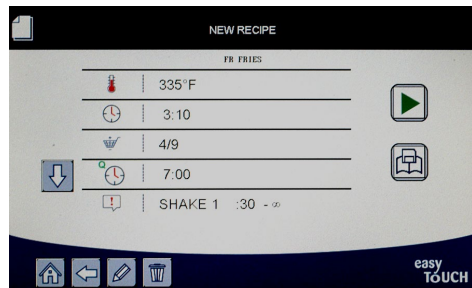 NEW RECIPE
FR FRIES
335°F
3:10
4/9
Q 7:00
SHAKE 1 :30 - ∞
easy
TOUCH